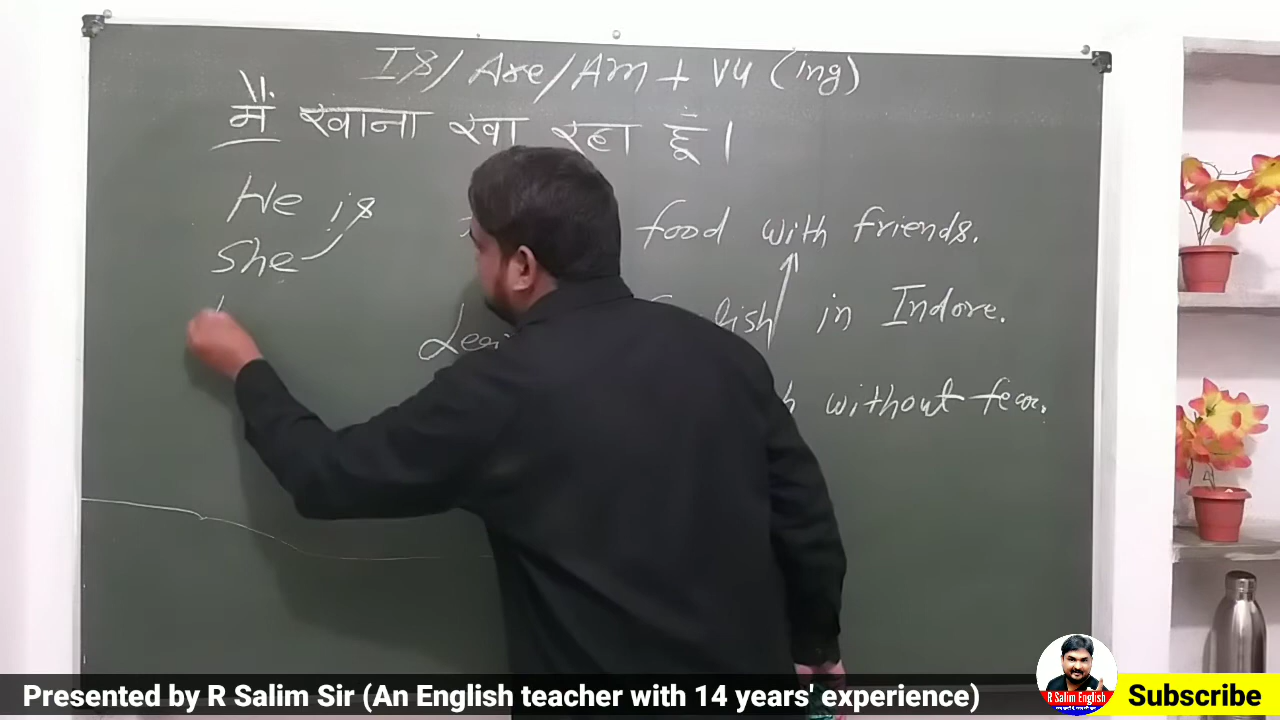 Is/Are/Am + V4 (ing)
मैं खाना खा रहा हूं।
He is food with friends.
She
in Indore.
without fear.
Presented by R Salim Sir (An English teacher with 14 years' experience)
R Salim English
Subscribe